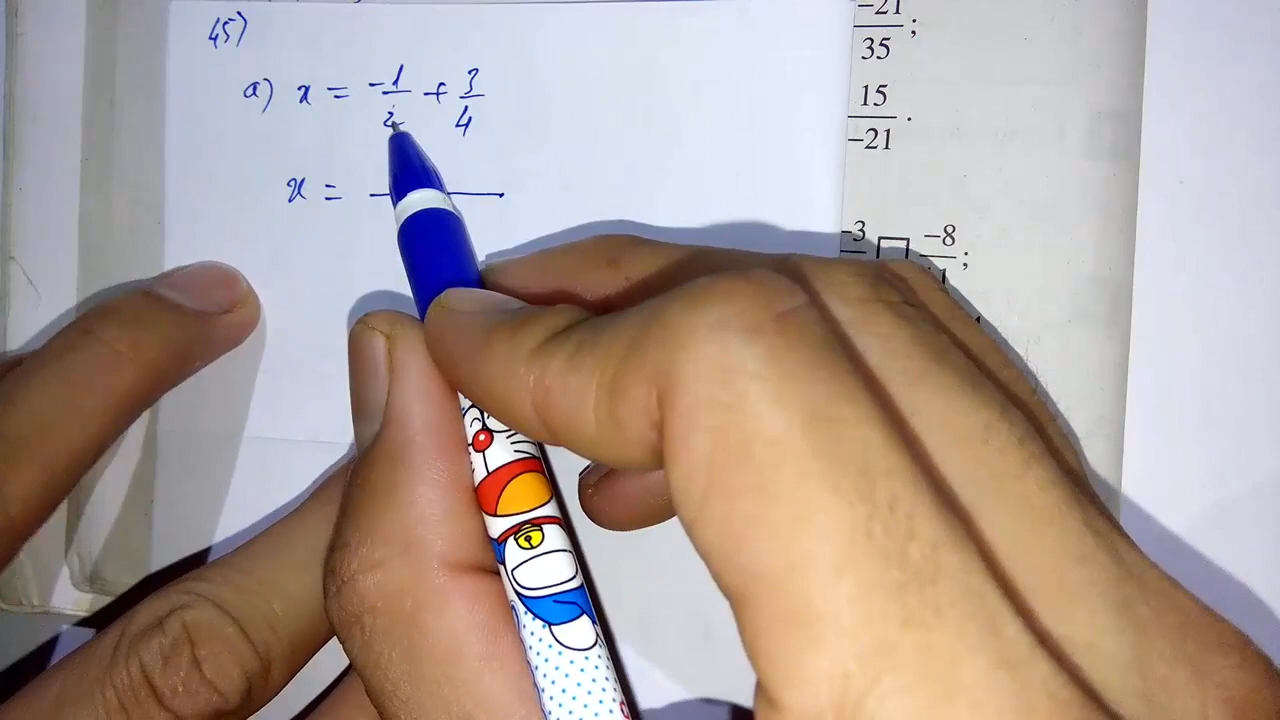 45)
a) x = -1/2 + 3/4
x =
-21/35 ;
15/-21 .
-3 □ -8 ;